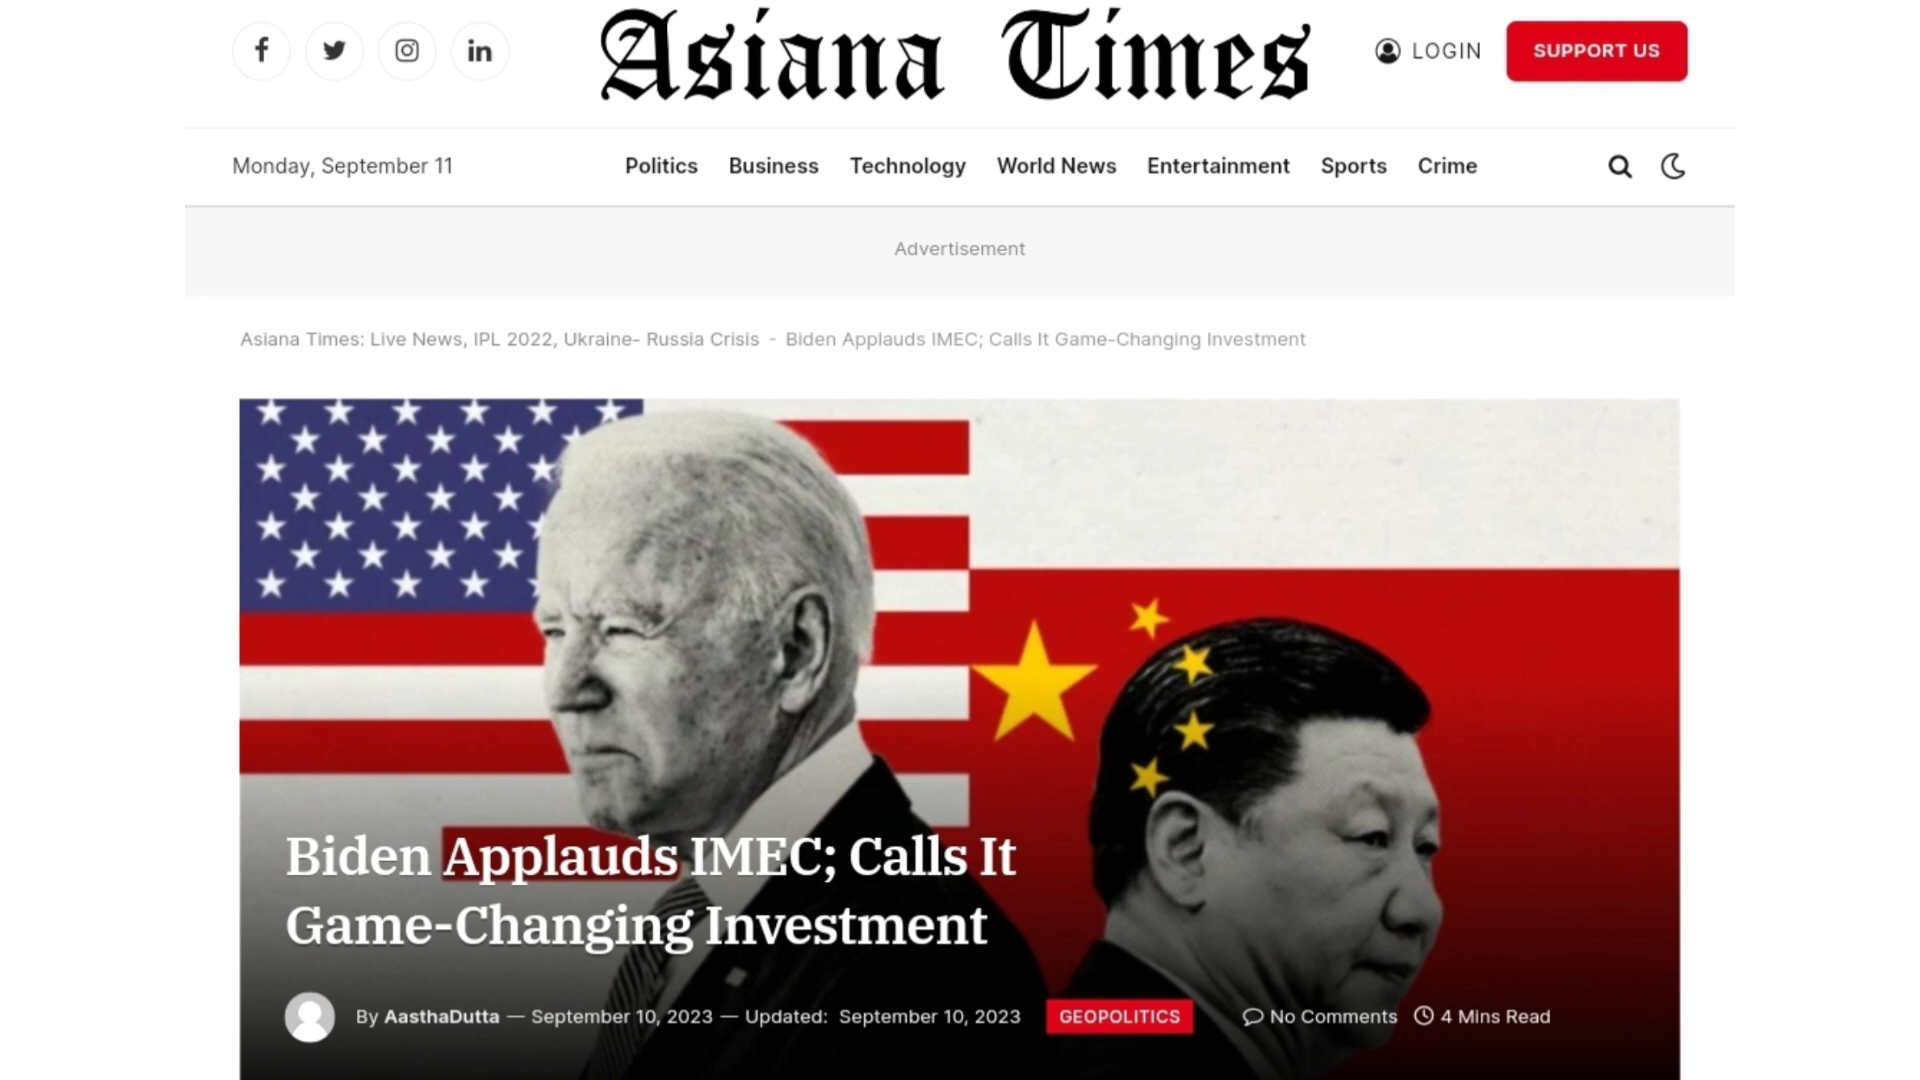 Asiana Times
LOGIN
SUPPORT US
Monday, September 11
Politics Business Technology World News Entertainment Sports Crime
Advertisement
Asiana Times: Live News, IPL 2022, Ukraine- Russia Crisis - Biden Applauds IMEC; Calls It Game-Changing Investment
Biden Applauds IMEC; Calls It
Game-Changing Investment
By AasthaDutta — September 10, 2023 — Updated: September 10, 2023 GEOPOLITICS No Comments 4 Mins Read